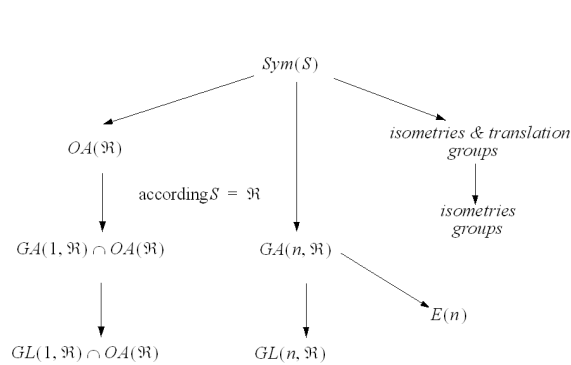 Sym(S)
OA(ℜ)
isometries & translation
groups
according S = ℜ
isometries
groups
GA(1, ℜ) ∩ OA(ℜ)
GA(n, ℜ)
E(n)
GL(1, ℜ) ∩ OA(ℜ)
GL(n, ℜ)